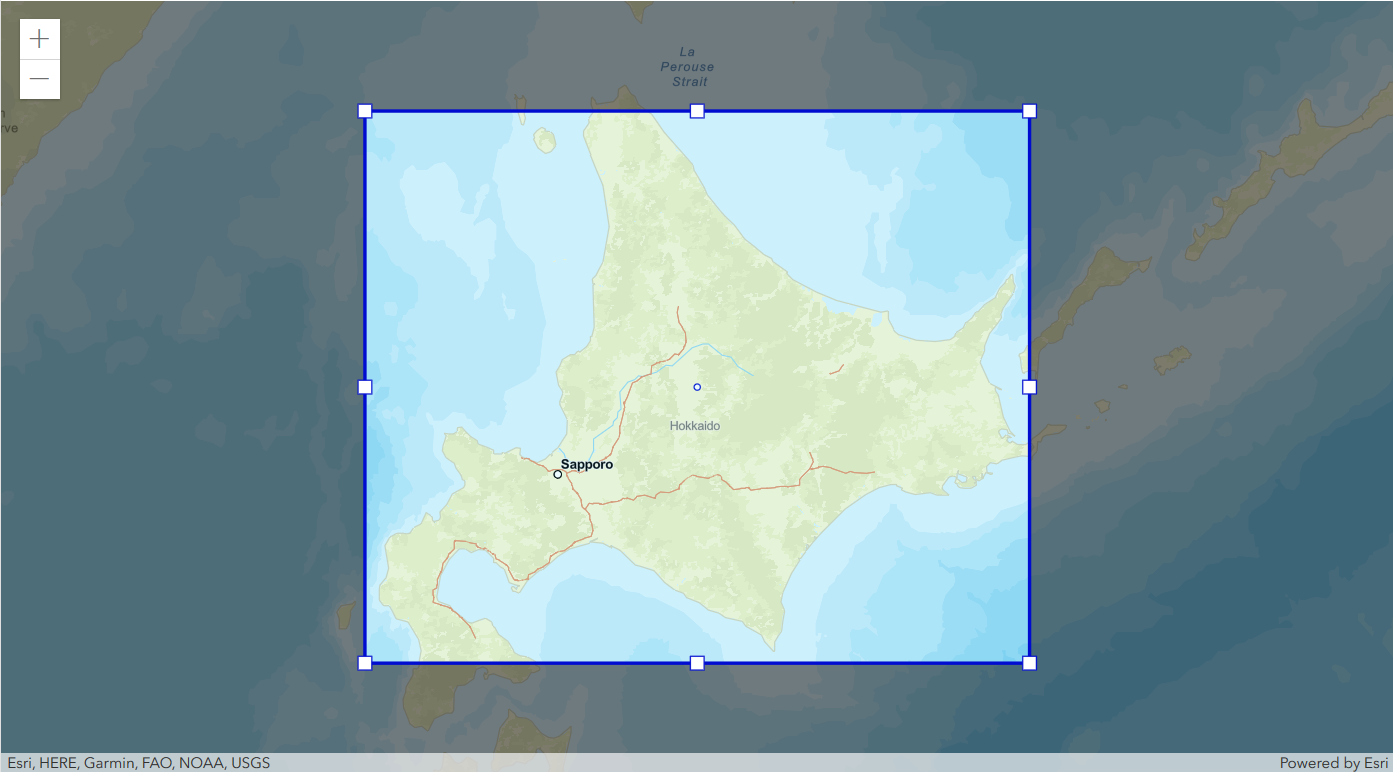 La
Perouse
Strait
rve
Hokkaido
Sapporo
Esri, HERE, Garmin, FAO, NOAA, USGS
Powered by Esri